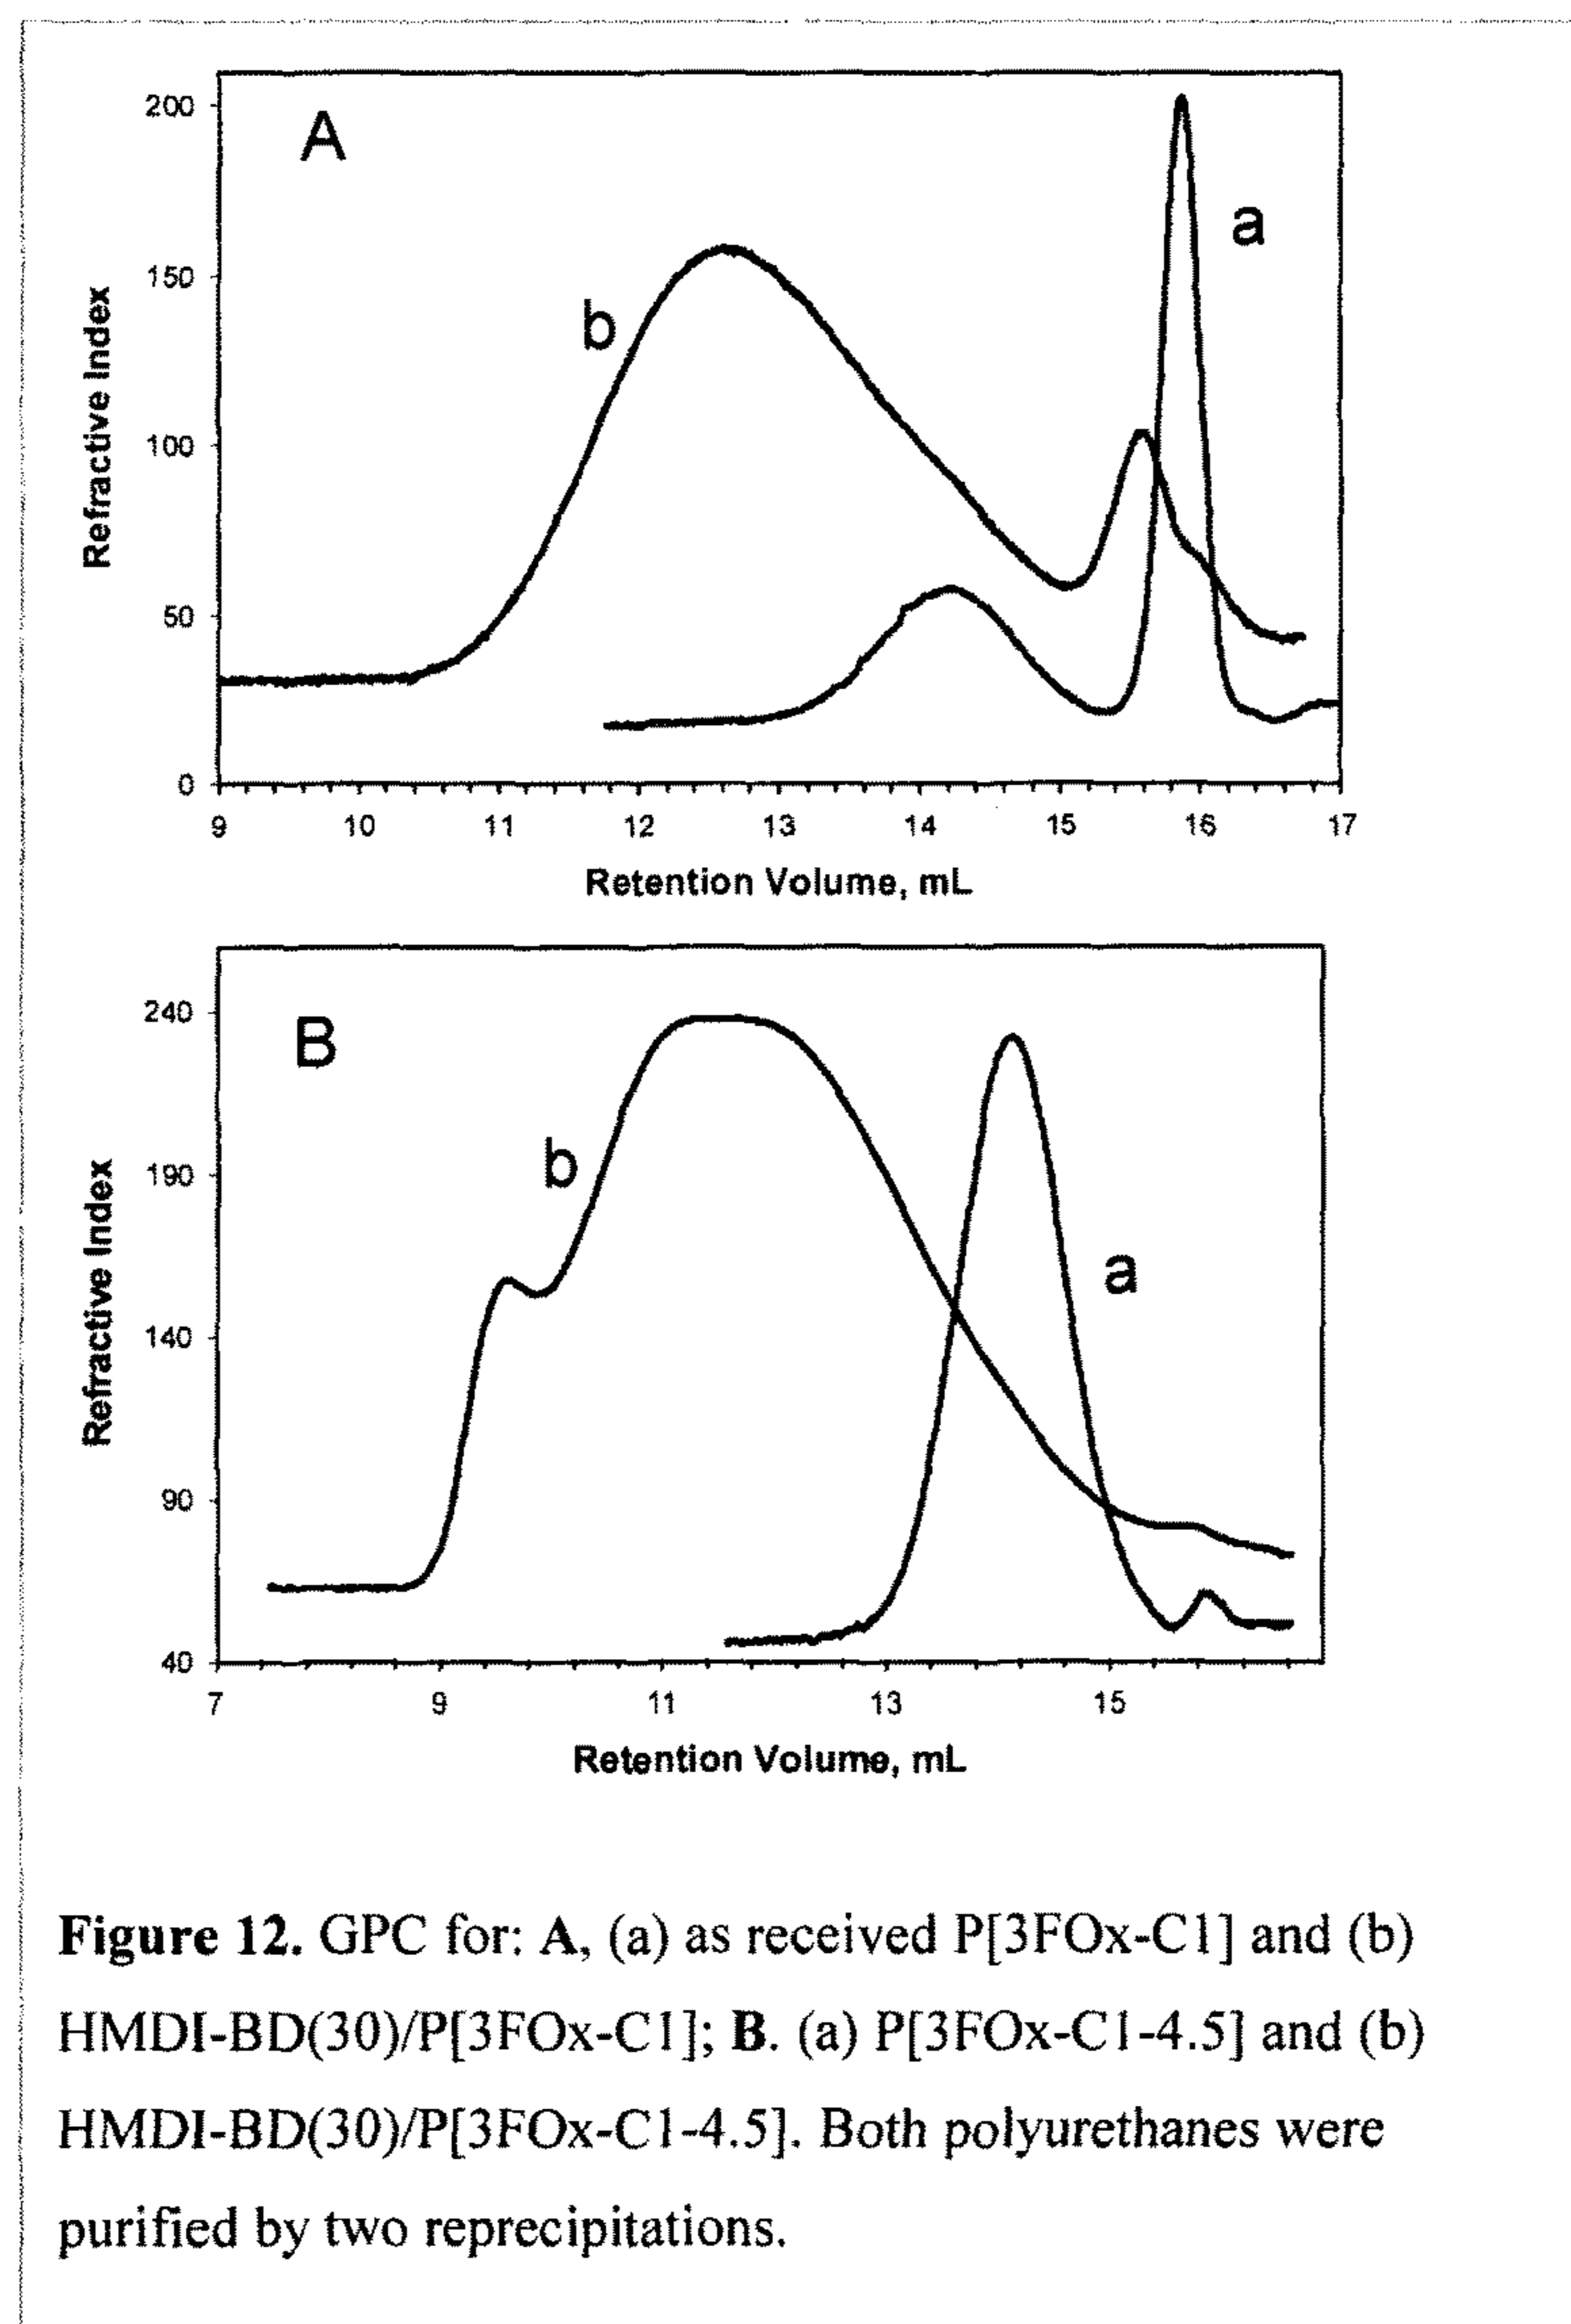 A
200
150
100
50
0
Refractive Index
b
a
9 10 11 12 13 14 15 16 17
Retention Volume, mL
B
240
190
140
90
40
Refractive Index
b
a
7 9 11 13 15
Retention Volume, mL
Figure 12. GPC for: A, (a) as received P[3FOx-C1] and (b)
HMDI-BD(30)/P[3FOx-C1]; B. (a) P[3FOx-C1-4.5] and (b)
HMDI-BD(30)/P[3FOx-C1-4.5]. Both polyurethanes were
purified by two reprecipitations.